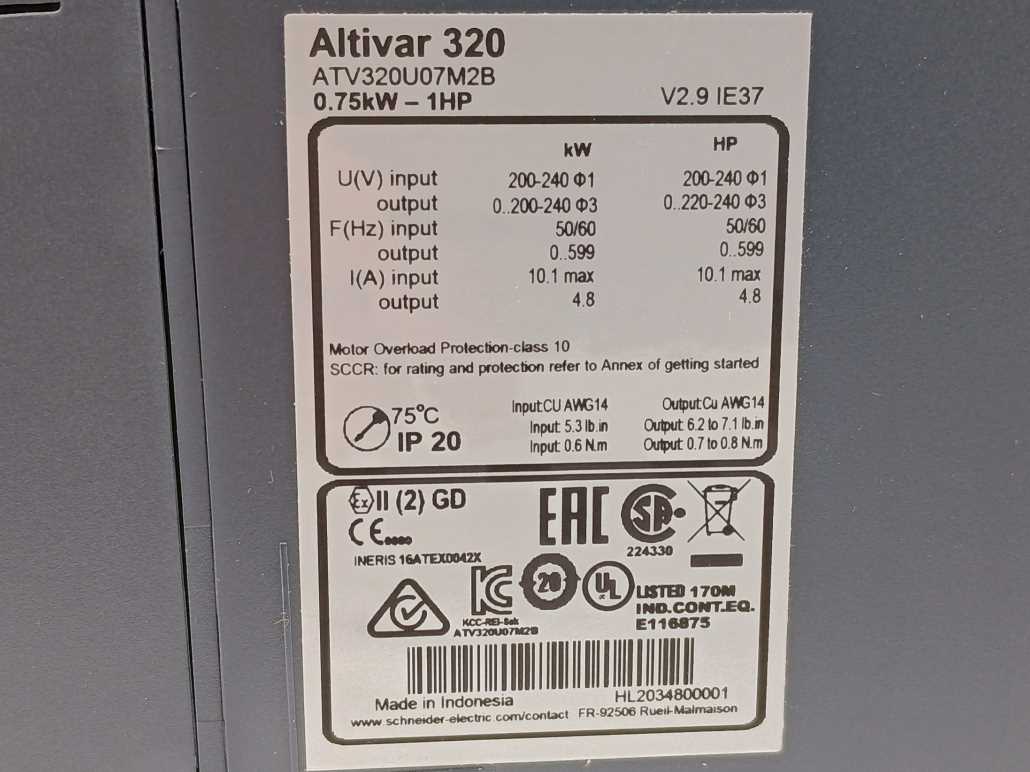 Altivar 320
ATV320U07M2B
0.75kW – 1HP V2.9 IE37
kW HP
U(V) input 200-240 Φ1 200-240 Φ1
output 0..200-240 Φ3 0..220-240 Φ3
F(Hz) input 50/60 50/60
output 0..599 0..599
I(A) input 10.1 max 10.1 max
output 4.8 4.8
Motor Overload Protection-class 10
SCCR: for rating and protection refer to Annex of getting started
75°C Input:CU AWG14 Output:Cu AWG14
Input: 5.3 lb.in Output: 6.2 to 7.1 lb.in
IP 20 Input: 0.6 N.m Output: 0.7 to 0.8 N.m
Ex II (2) GD EAC SP®
CE
224330
INERIS 16ATEX0042X
KC 20 UL LISTED 170M
IND.CONT.EQ.
KCC-REI-Sek E116875
ATV320U07M2B
Made in Indonesia HL2034800001
www.schneider-electric.com/contact FR-92506 Rueil-Malmaison